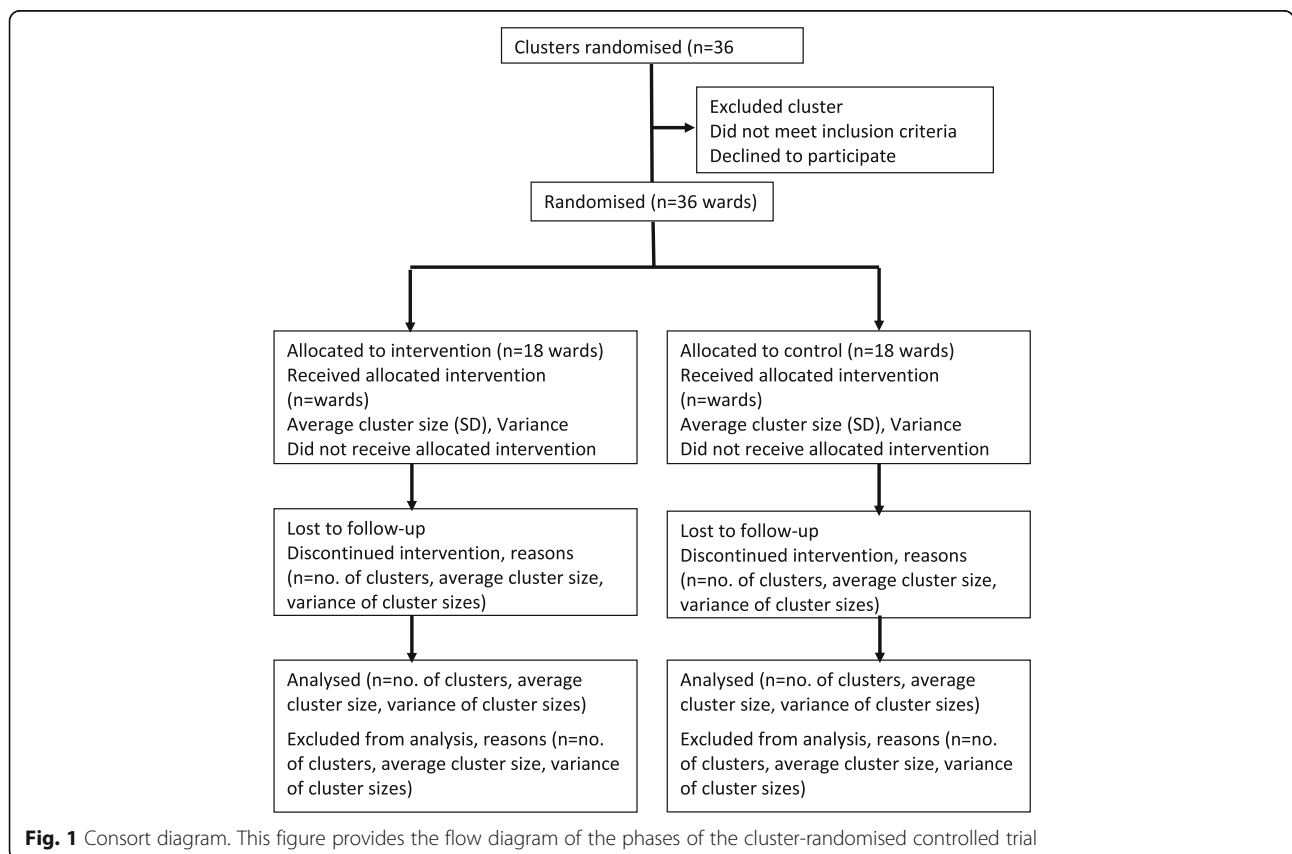 Clusters randomised (n=36
Excluded cluster
Did not meet inclusion criteria
Declined to participate
Randomised (n=36 wards)
Allocated to intervention (n=18 wards)
Received allocated intervention
(n=wards)
Average cluster size (SD), Variance
Did not receive allocated intervention
Allocated to control (n=18 wards)
Received allocated intervention
(n=wards)
Average cluster size (SD), Variance
Did not receive allocated intervention
Lost to follow-up
Discontinued intervention, reasons
(n=no. of clusters, average cluster size,
variance of cluster sizes)
Lost to follow-up
Discontinued intervention, reasons
(n=no. of clusters, average cluster size,
variance of cluster sizes)
Analysed (n=no. of clusters, average
cluster size, variance of cluster sizes)
Excluded from analysis, reasons (n=no.
of clusters, average cluster size, variance
of cluster sizes)
Analysed (n=no. of clusters, average
cluster size, variance of cluster sizes)
Excluded from analysis, reasons (n=no.
of clusters, average cluster size, variance
of cluster sizes)
Fig. 1 Consort diagram. This figure provides the flow diagram of the phases of the cluster-randomised controlled trial